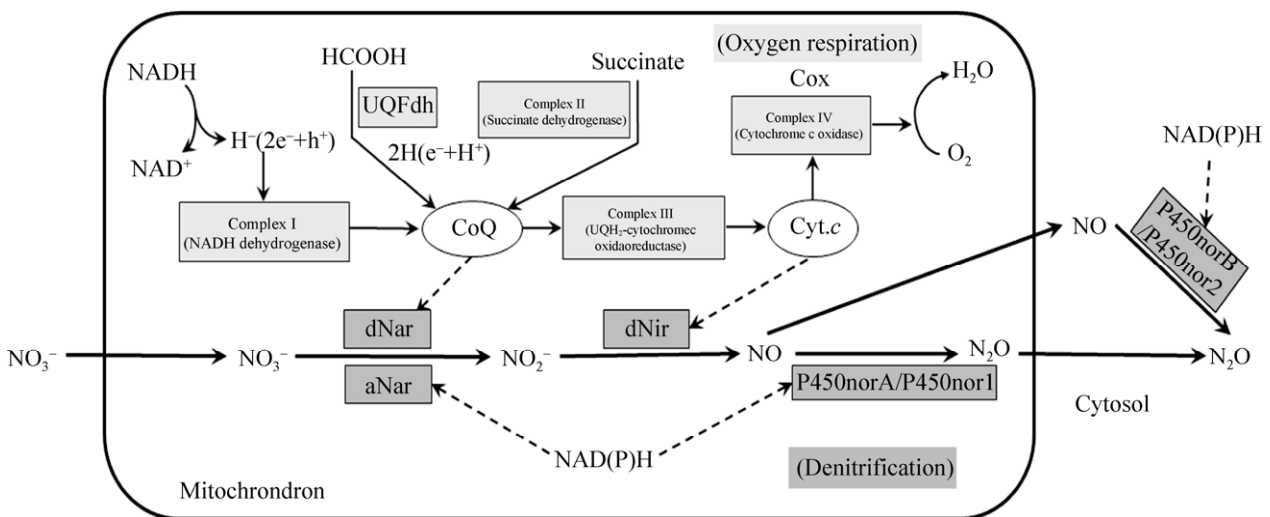 (Oxygen respiration)
HCOOH
Succinate
Cox
H₂O
NADH
UQFdh
Complex II
(Succinate dehydrogenase)
Complex IV
(Cytochrome c oxidase)
NAD(P)H
H⁻(2e⁻+h⁺)
2H(e⁻+H⁺)
O₂
NAD⁺
Complex I
(NADH dehydrogenase)
CoQ
Complex III
(UQH₂-cytochromec
oxidaoreductase)
Cyt.c
NO
P450norB
/P450nor2
dNar
dNir
NO₃⁻
NO₃⁻
NO₂⁻
NO
N₂O
N₂O
aNar
P450norA/P450nor1
Cytosol
NAD(P)H
(Denitrification)
Mitochrondron